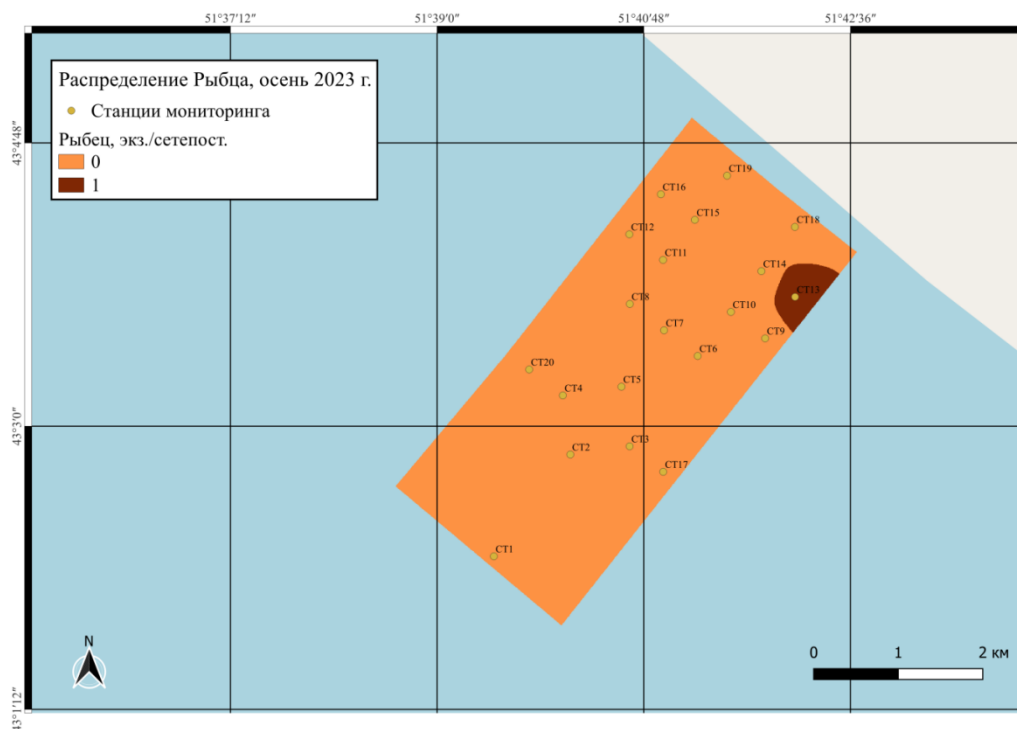 51°37′12″ 51°39′0″ 51°40′48″ 51°42′36″
Распределение Рыбца, осень 2023 г.
Станции мониторинга
Рыбец, экз./сетепост.
0
1
43°4′48″
43°3′0″
43°1′12″
СТ19
СТ16
СТ15
СТ18
СТ12
СТ11
СТ14
СТ13
СТ8
СТ10
СТ7
СТ9
СТ6
СТ20
СТ5
СТ4
СТ3
СТ2
СТ17
СТ1
N
0 1 2 км